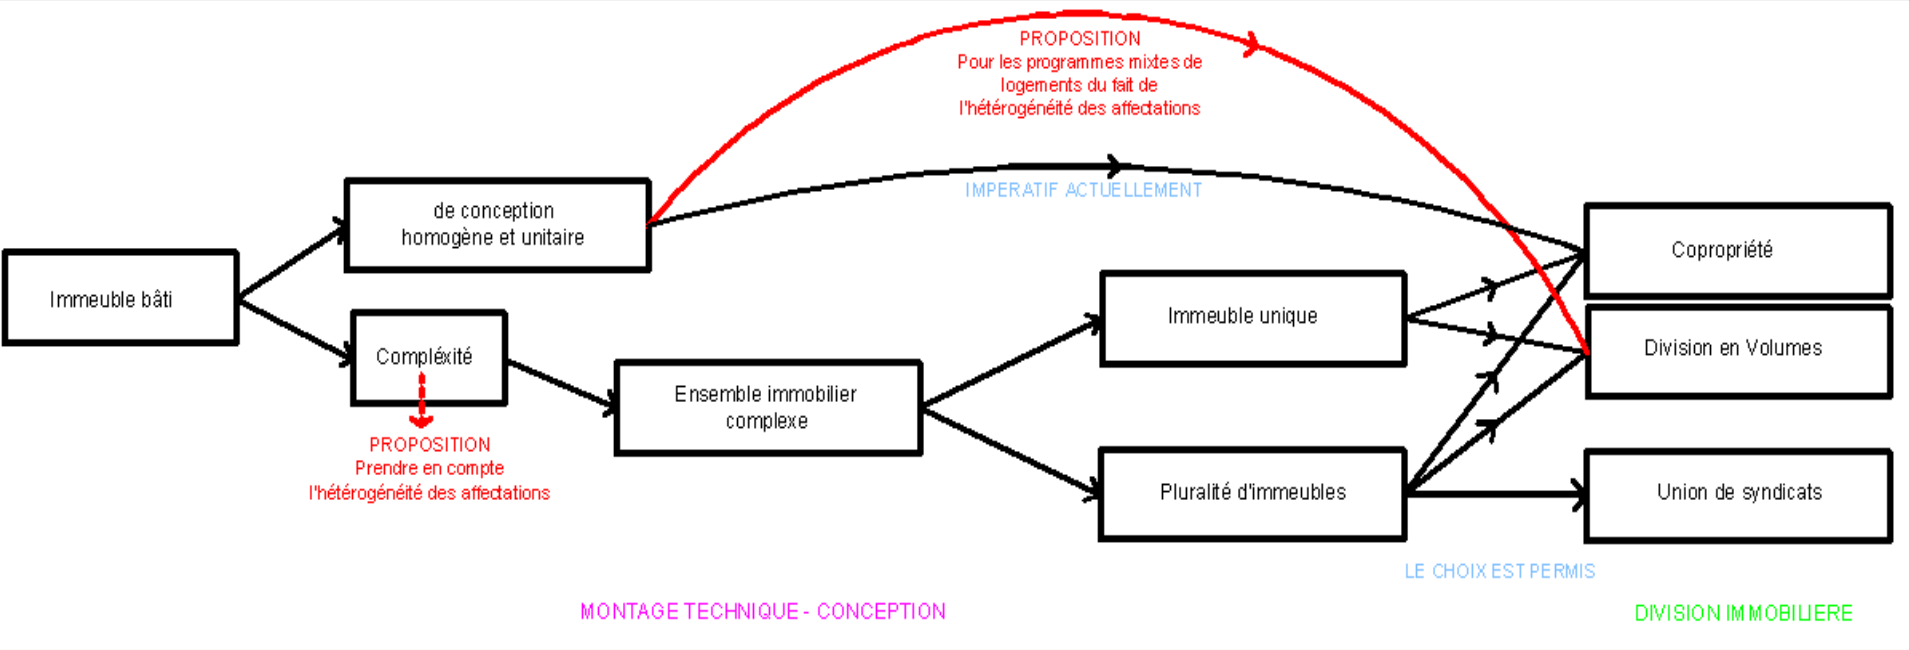 PROPOSITION
Pour les programmes mixtes de
logements du fait de
l'hétérogénéité des affectations
IMPERATIF ACTUELLEMENT
de conception
homogène et unitaire
Immeuble bâti
Compléxité
PROPOSITION
Prendre en compte
l'hétérogénéité des affectations
Ensemble immobilier
complexe
Immeuble unique
Pluralité d'immeubles
Copropriété
Division en Volumes
Union de syndicats
LE CHOIX EST PERMIS
MONTAGE TECHNIQUE - CONCEPTION
DIVISION IMMOBILIERE